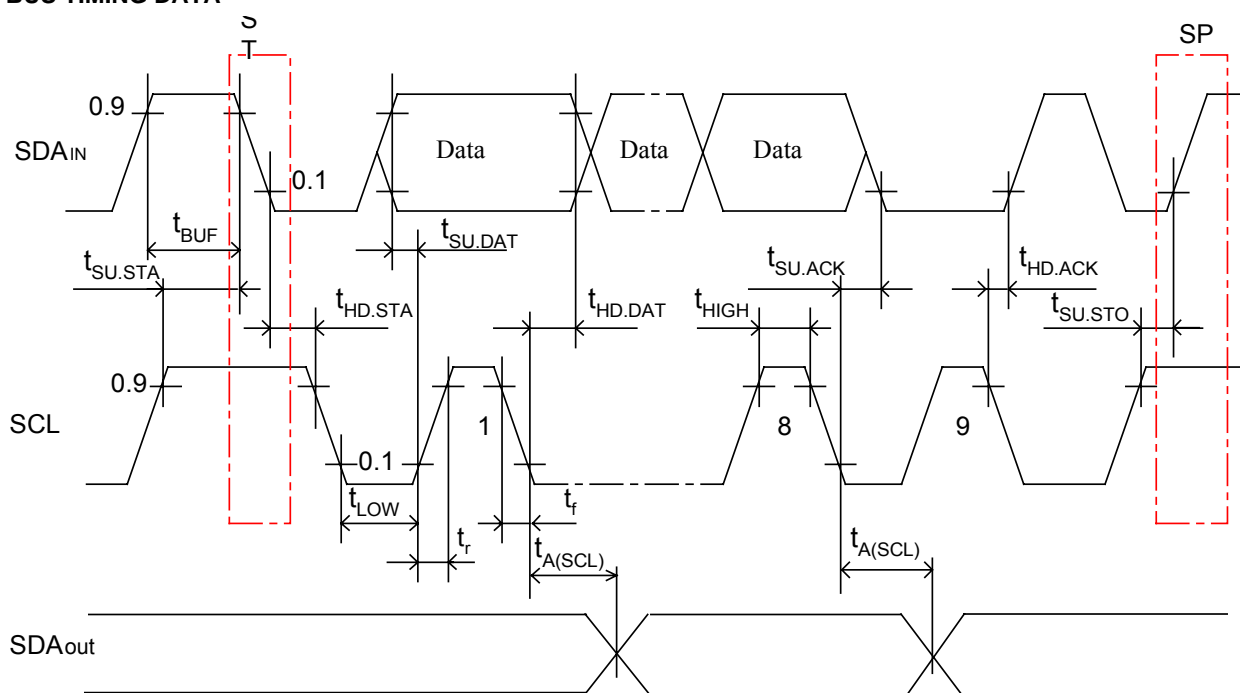 BUS TIMING DATA
S
T
SP
0.9
SDAIN
Data
Data
Data
0.1
tBUF
tSU.DAT
tSU.STA
tSU.ACK
tHD.ACK
tHD.STA
tHD.DAT
tHIGH
tSU.STO
0.9
SCL
1
8
9
0.1
tLOW
tf
tr
tA(SCL)
tA(SCL)
SDAout